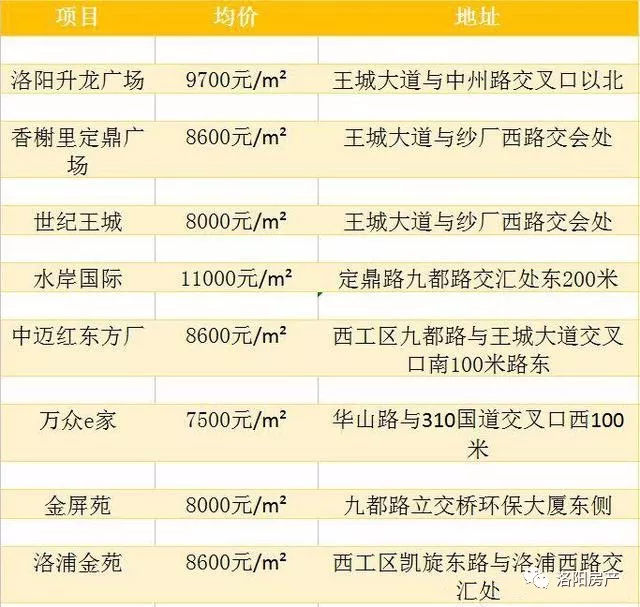 项目 均价 地址
洛阳升龙广场 9700元/m² 王城大道与中州路交叉口以北
香榭里定鼎广 8600元/m² 王城大道与纱厂西路交会处
场
世纪王城 8000元/m² 王城大道与纱厂西路交会处
水岸国际 11000元/m² 定鼎路九都路交汇处东200米
中迈红东方厂 8600元/m² 西工区九都路与王城大道交叉
口南100米路东
万众e家 7500元/m² 华山路与310国道交叉口西100
米
金屏苑 8000元/m² 九都路立交桥环保大厦东侧
洛浦金苑 8600元/m² 西工区凯旋东路与洛浦西路交
汇处
洛阳房产